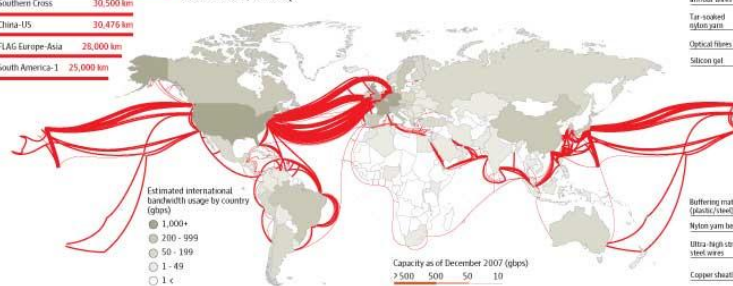 Southern Cross 30,500 km
China-US 30,476 km
FLAG Europe-Asia 28,000 km
South America-1 25,000 km
Tar-soaked
nylon yarn
Optical fibres
Silicon gel
Estimated international
bandwidth usage by country
(gbps)
1,000+
200 - 999
50 - 199
1 - 49
1 <
Capacity as of December 2007 (gbps)
>500 500 50 10
Buffering mat
(plastic/steel)
Nylon yarn be
Ultra-high str
steel wires
Copper sheath